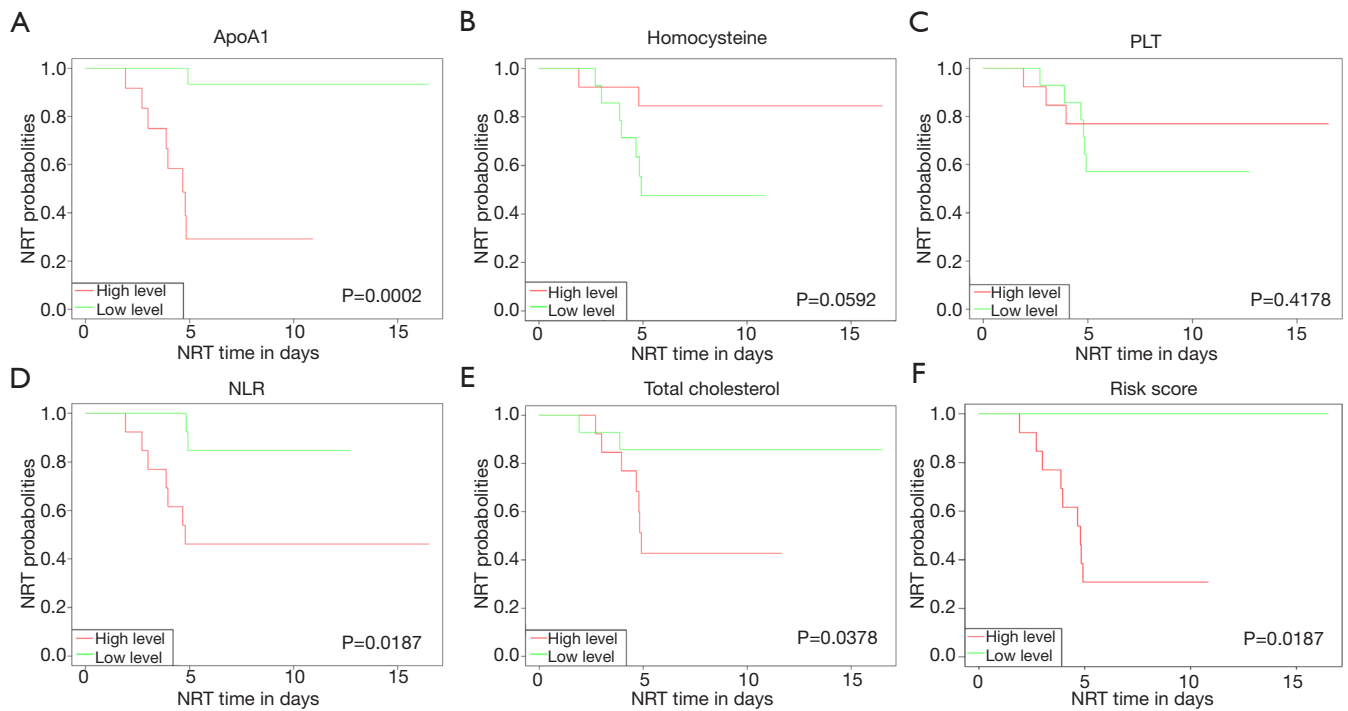 A
ApoA1
NRT probabolities
1.0
0.8
0.6
0.4
0.2
0.0
High level
Low level
P=0.0002
0 5 10 15
NRT time in days
B
Homocysteine
NRT probabolities
1.0
0.8
0.6
0.4
0.2
0.0
High level
Low level
P=0.0592
0 5 10 15
NRT time in days
C
PLT
NRT probabolities
1.0
0.8
0.6
0.4
0.2
0.0
High level
Low level
P=0.4178
0 5 10 15
NRT time in days
D
NLR
NRT probabolities
1.0
0.8
0.6
0.4
0.2
0.0
High level
Low level
P=0.0187
0 5 10 15
NRT time in days
E
Total cholesterol
NRT probabolities
1.0
0.8
0.6
0.4
0.2
0.0
High level
Low level
P=0.0378
0 5 10 15
NRT time in days
F
Risk score
NRT probabolities
1.0
0.8
0.6
0.4
0.2
0.0
High level
Low level
P=0.0187
0 5 10 15
NRT time in days